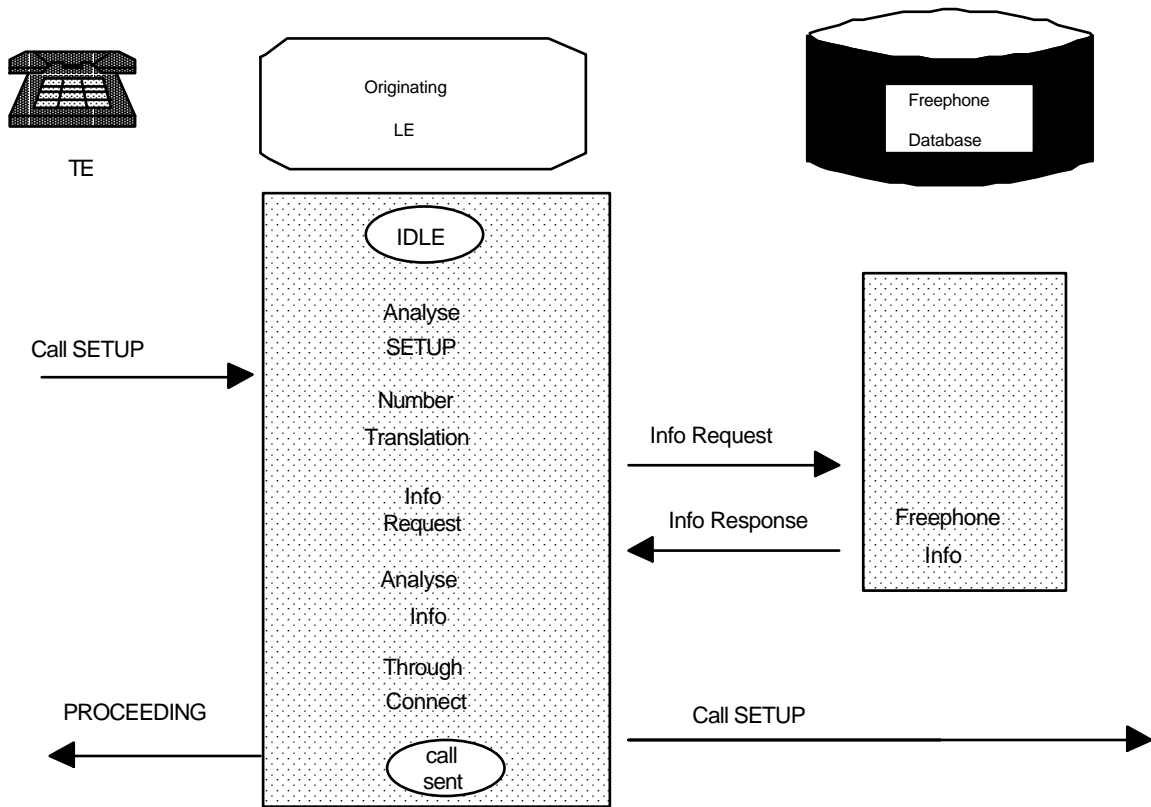 Originating
LE
Freephone
Database
TE
IDLE
Analyse
SETUP
Call SETUP
Number
Translation
Info Request
Info
Request
Info Response
Freephone
Info
Analyse
Info
Through
Connect
PROCEEDING
Call SETUP
call
sent